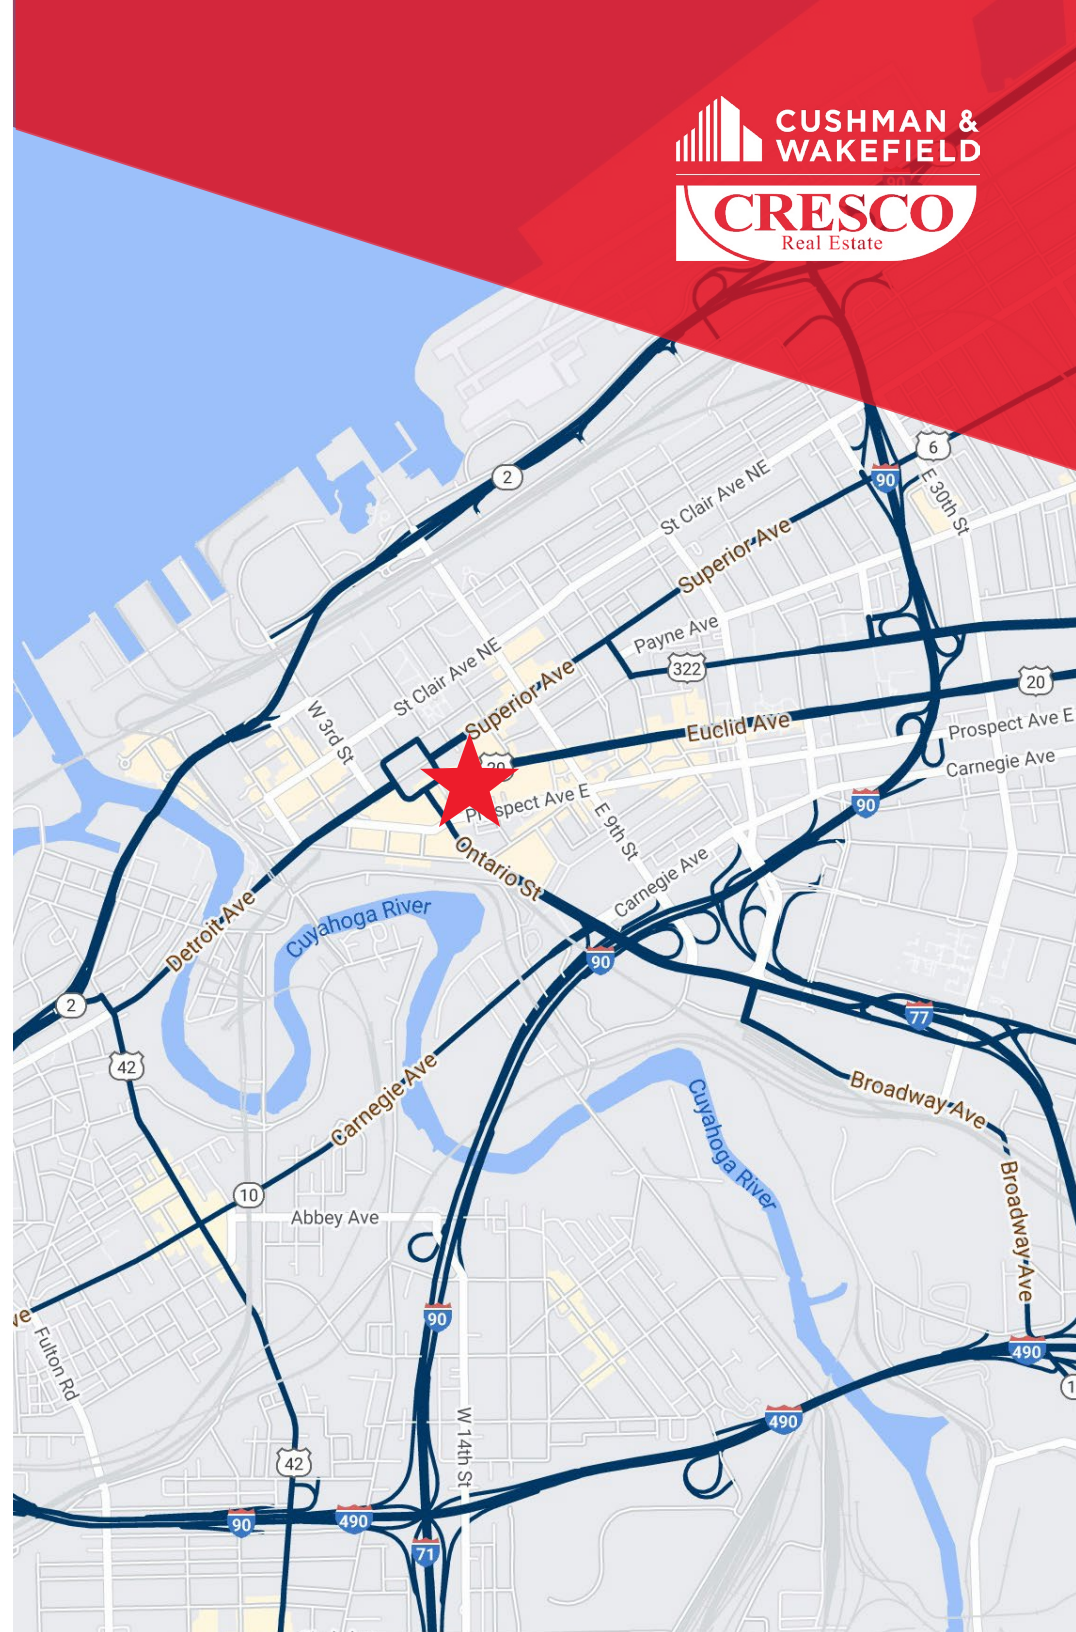 CUSHMAN &
WAKEFIELD
90
CRESCO
Real Estate
6
90
E 30th St
2
St Clair Ave NE
Superior Ave
Payne Ave
322
20
St Clair Ave NE
Superior Ave
W 3rd St
Euclid Ave
Prospect Ave E
Carnegie Ave
20
Prospect Ave E
90
E 9th St
Ontario St
Carnegie Ave
Detroit Ave
Cuyahoga River
90
2
77
42
Carnegie Ave
Broadway Ave
Cuyahoga River
Broadway Ave
10
Abbey Ave
90
Fulton Rd
490
490
W 14th St
42
90
490
71